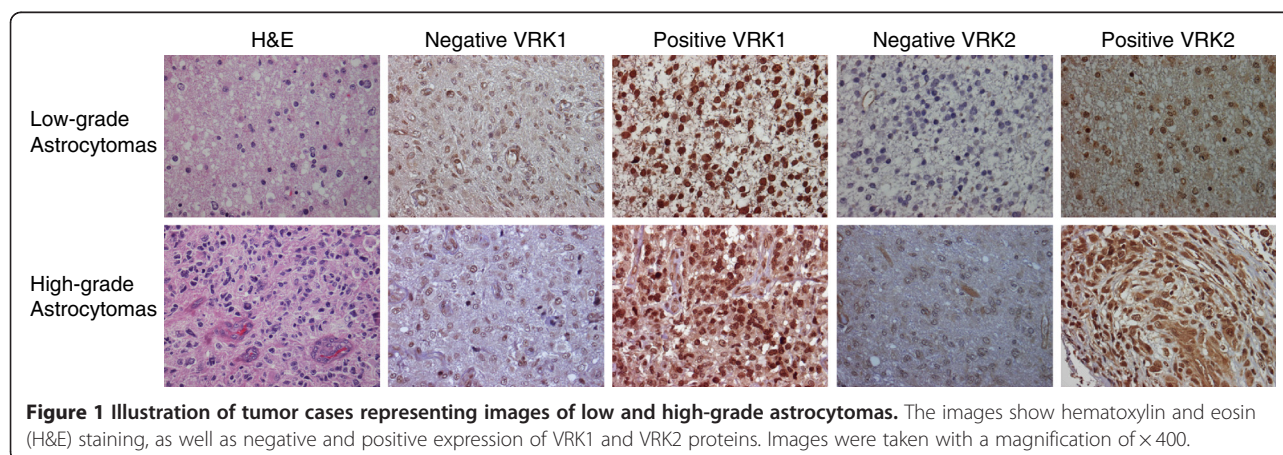 H&E Negative VRK1 Positive VRK1 Negative VRK2 Positive VRK2
Low-grade
Astrocytomas
High-grade
Astrocytomas
Figure 1 Illustration of tumor cases representing images of low and high-grade astrocytomas. The images show hematoxylin and eosin
(H&E) staining, as well as negative and positive expression of VRK1 and VRK2 proteins. Images were taken with a magnification of × 400.